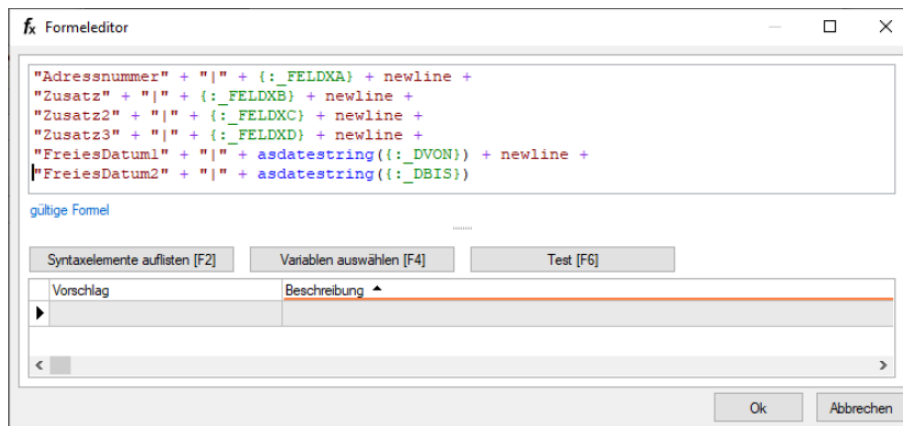 fx Formeleditor
"Adressnummer" + "|" + {:_FELDXA} + newline +
"Zusatz" + "|" + {:_FELDXB} + newline +
"Zusatz2" + "|" + {:_FELDXC} + newline +
"Zusatz3" + "|" + {:_FELDXD} + newline +
"FreiesDatum1" + "|" + asdatestring({:_DVON}) + newline +
"FreiesDatum2" + "|" + asdatestring({:_DBIS})
gültige Formel
Syntaxelemente auflisten [F2] Variablen auswählen [F4] Test [F6]
Vorschlag Beschreibung
Ok Abbrechen